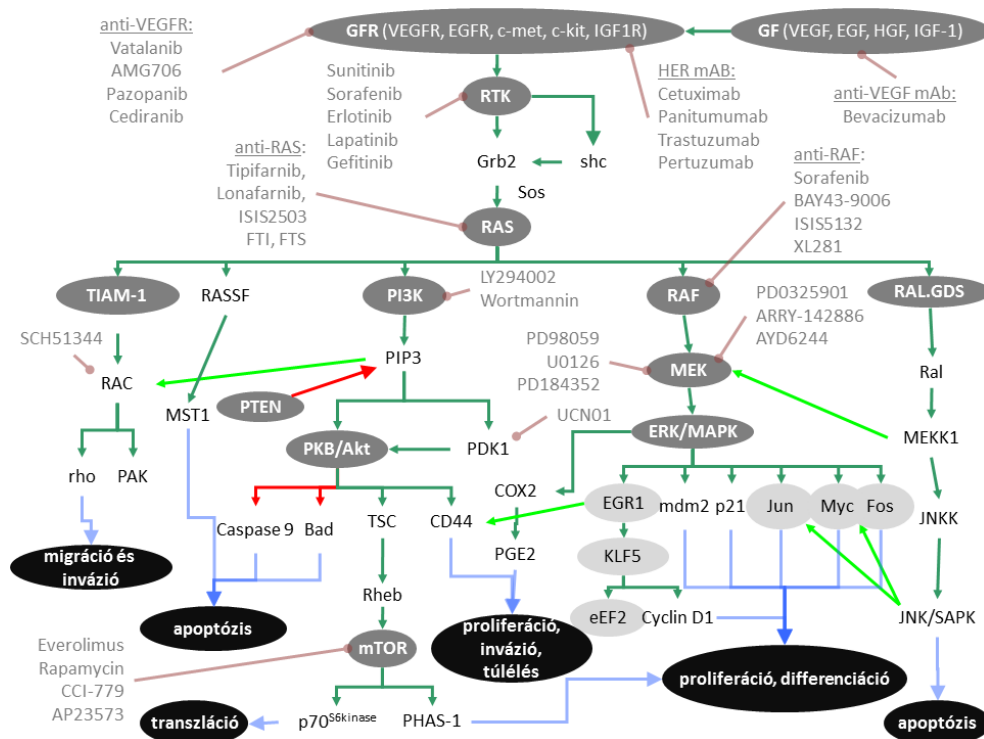 anti-VEGFR:
Vatalanib
AMG706
Pazopanib
Cediranib
GFR (VEGFR, EGFR, c-met, c-kit, IGF1R)
GF (VEGF, EGF, HGF, IGF-1)
Sunitinib
Sorafenib
Erlotinib
Lapatinib
Gefitinib
RTK
HER mAB:
Cetuximab
Panitumumab
Trastuzumab
Pertuzumab
anti-VEGF mAb:
Bevacizumab
anti-RAS:
Tipifarnib,
Lonafarnib,
ISIS2503
FTI, FTS
Grb2
shc
Sos
RAS
anti-RAF:
Sorafenib
BAY43-9006
ISIS5132
XL281
TIAM-1
RASSF
PI3K
LY294002
Wortmannin
RAF
RAL.GDS
PD0325901
ARRY-142886
AYD6244
SCH51344
RAC
PIP3
PD98059
U0126
PD184352
MEK
Ral
MST1
PTEN
UCN01
PKB/Akt
PDK1
ERK/MAPK
MEKK1
rho
PAK
COX2
EGR1
mdm2
p21
Jun
Myc
Fos
JNKK
Caspase 9
Bad
TSC
CD44
PGE2
KLF5
migráció és
invázió
Rheb
eEF2
Cyclin D1
JNK/SAPK
apoptózis
proliferáció,
invázió,
túlélés
Everolimus
Rapamycin
CCI-779
AP23573
mTOR
proliferáció, differenciáció
transzláció
p70S6kinase
PHAS-1
apoptózis